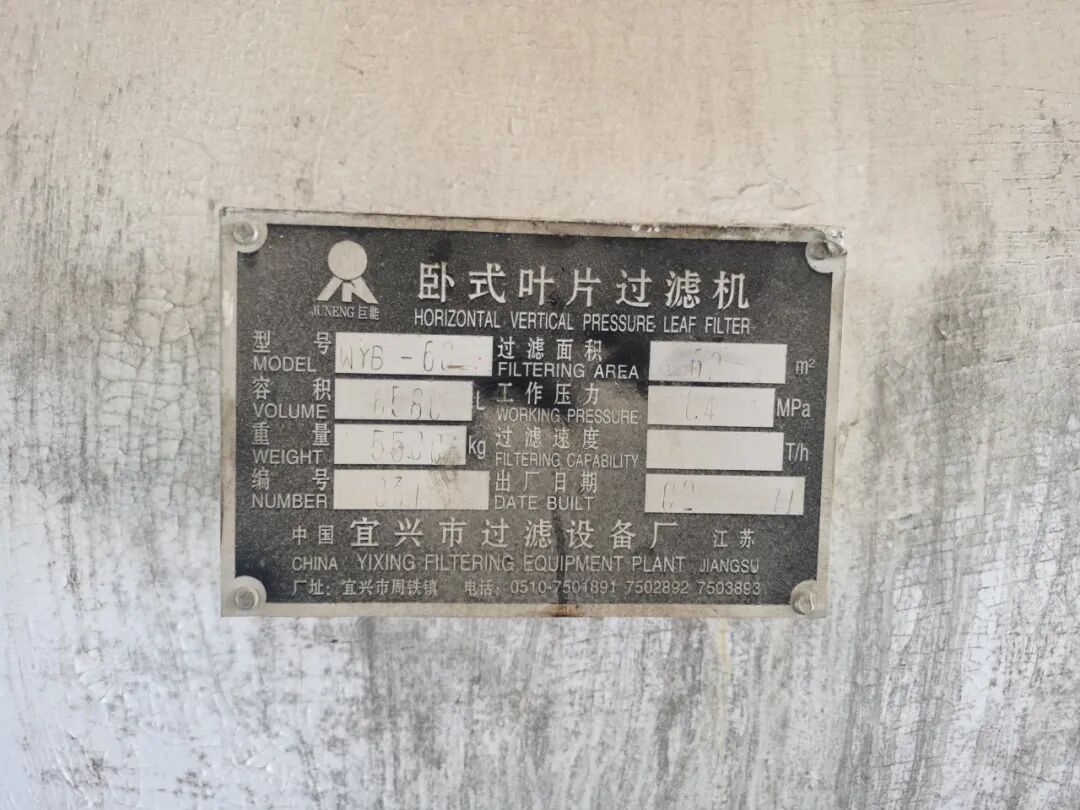 JUNENG 巨能
卧式叶片过滤机
HORIZONTAL VERTICAL PRESSURE LEAF FILTER
型号 WYB-60 过滤面积 60 m²
MODEL FILTERING AREA
容积 L 工作压力 MPa
VOLUME WORKING PRESSURE
重量 kg 过滤速度 T/h
WEIGHT FILTERING CAPABILITY
编号 出厂日期
NUMBER DATE BUILT
中国 宜兴市过滤设备厂 江苏
CHINA YIXING FILTERING EQUIPMENT PLANT JIANGSU
厂址：宜兴市周铁镇 电话：0510-7501891 7502892 7503893